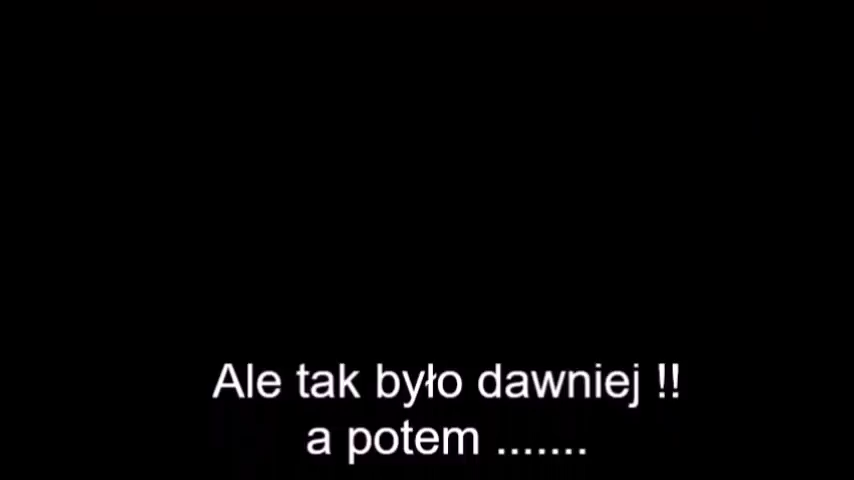 Ale tak było dawniej !!
a potem .......